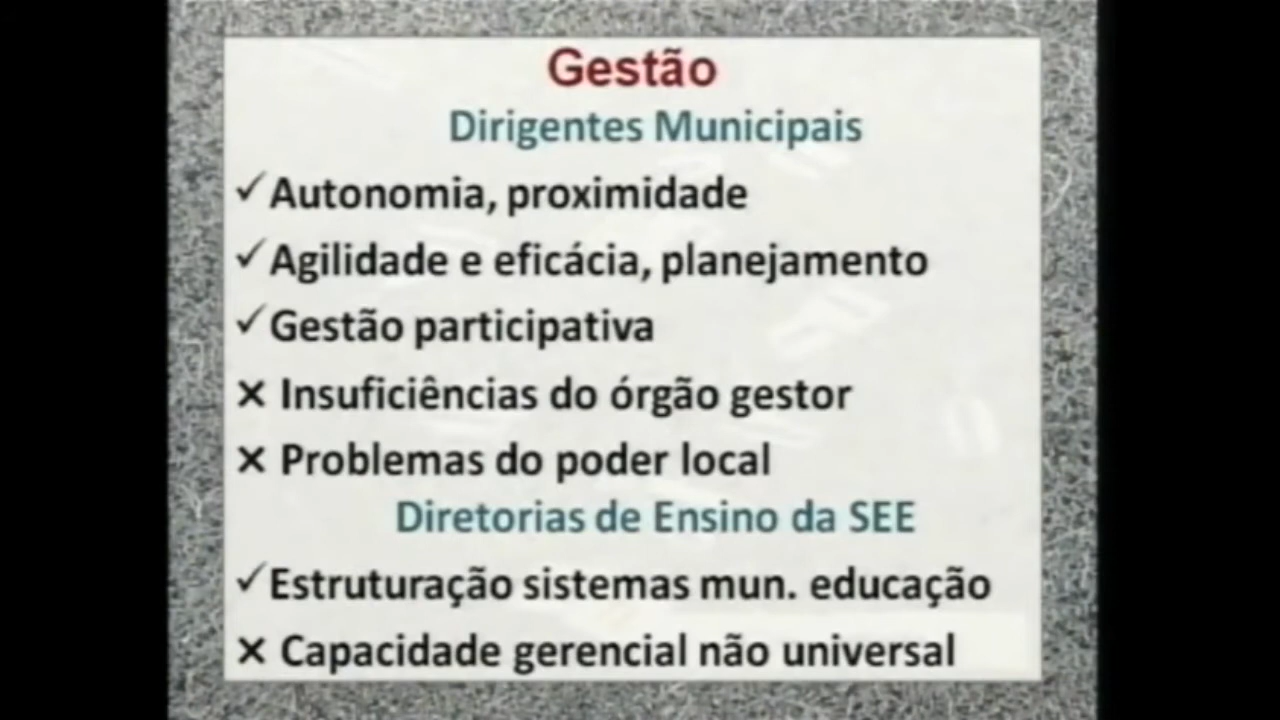 Gestão
Dirigentes Municipais
✓Autonomia, proximidade
✓Agilidade e eficácia, planejamento
✓Gestão participativa
× Insuficiências do órgão gestor
× Problemas do poder local
Diretorias de Ensino da SEE
✓Estruturação sistemas mun. educação
× Capacidade gerencial não universal